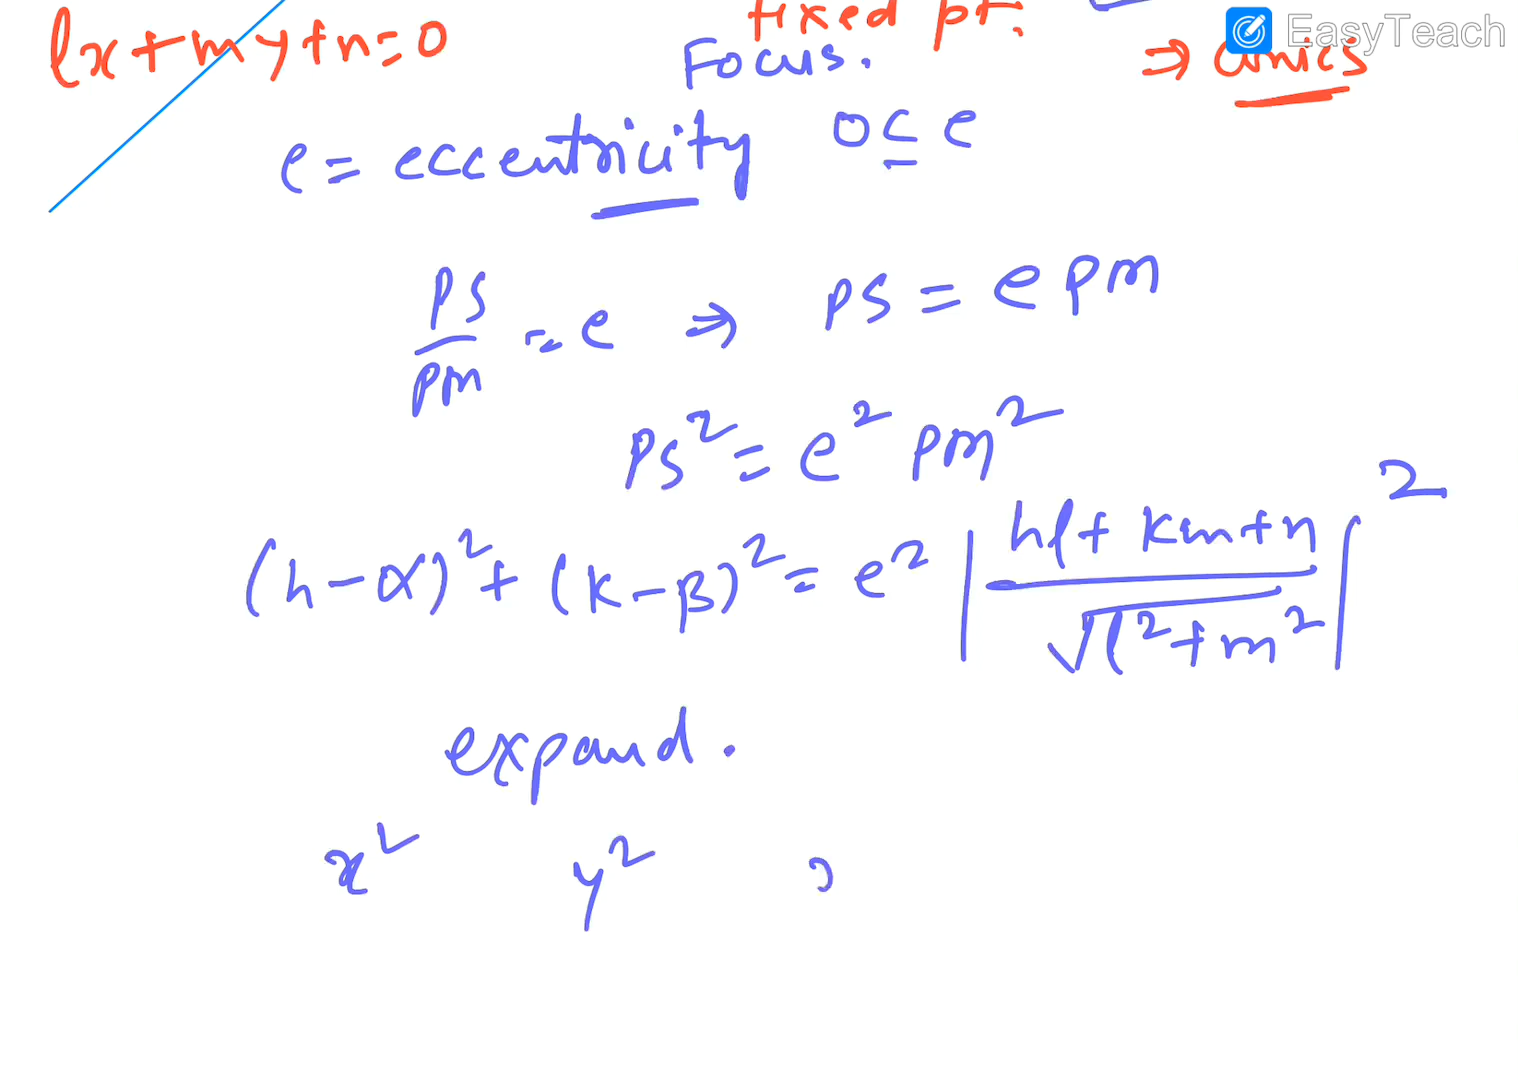 lx+my+n=0
fixed pt.
EasyTeach
Focus.
⇒ conics
e = eccentricity 0 ≤ e
PS/PM = e ⇒ PS = e PM
PS² = e² PM²
(h-α)² + (k-β)² = e² |hl + km+n / √l²+m²|²
expand.
x² y²